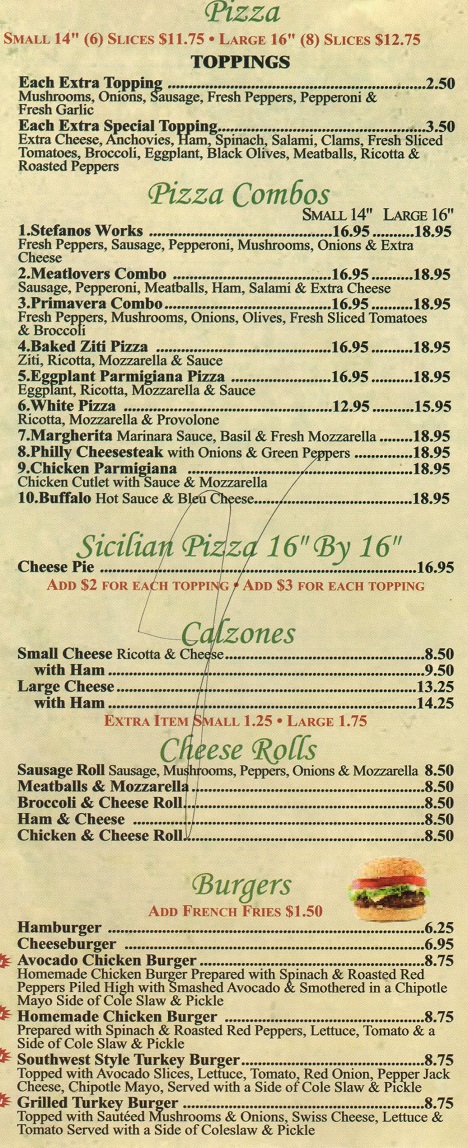 Pizza
SMALL 14" (6) SLICES $11.75 • LARGE 16" (8) SLICES $12.75
TOPPINGS
Each Extra Topping ..........2.50
Mushrooms, Onions, Sausage, Fresh Peppers, Pepperoni &
Fresh Garlic
Each Extra Special Topping..........3.50
Extra Cheese, Anchovies, Ham, Spinach, Salami, Clams, Fresh Sliced
Tomatoes, Broccoli, Eggplant, Black Olives, Meatballs, Ricotta &
Roasted Peppers
Pizza Combos
SMALL 14" LARGE 16"
1.Stefanos Works ..........16.95 ..........18.95
Fresh Peppers, Sausage, Pepperoni, Mushrooms, Onions & Extra
Cheese
2.Meatlovers Combo ..........16.95 ..........18.95
Sausage, Pepperoni, Meatballs, Ham, Salami & Extra Cheese
3.Primavera Combo..........16.95 ..........18.95
Fresh Peppers, Mushrooms, Onions, Olives, Fresh Sliced Tomatoes
& Broccoli
4.Baked Ziti Pizza ..........16.95 ..........18.95
Ziti, Ricotta, Mozzarella & Sauce
5.Eggplant Parmigiana Pizza ..........16.95 ..........18.95
Eggplant, Ricotta, Mozzarella & Sauce
6.White Pizza ..........12.95 ..........15.95
Ricotta, Mozzarella & Provolone
7.Margherita Marinara Sauce, Basil & Fresh Mozzarella .......18.95
8.Philly Cheesesteak with Onions & Green Peppers ..........18.95
9.Chicken Parmigiana ..........18.95
Chicken Cutlet with Sauce & Mozzarella
10.Buffalo Hot Sauce & Bleu Cheese..........18.95
Sicilian Pizza 16" By 16"
Cheese Pie ..........16.95
ADD $2 FOR EACH TOPPING • ADD $3 FOR EACH TOPPING
Calzones
Small Cheese Ricotta & Cheese..........8.50
with Ham..........9.50
Large Cheese..........13.25
with Ham..........14.25
EXTRA ITEM SMALL 1.25 • LARGE 1.75
Cheese Rolls
Sausage Roll Sausage, Mushrooms, Peppers, Onions & Mozzarella 8.50
Meatballs & Mozzarella..........8.50
Broccoli & Cheese Roll..........8.50
Ham & Cheese ..........8.50
Chicken & Cheese Roll..........8.50
Burgers
ADD FRENCH FRIES $1.50
Hamburger ..........6.25
Cheeseburger ..........6.95
Avocado Chicken Burger..........8.75
Homemade Chicken Burger Prepared with Spinach & Roasted Red
Peppers Piled High with Smashed Avocado & Smothered in a Chipotle
Mayo Side of Cole Slaw & Pickle
Homemade Chicken Burger ..........8.75
Prepared with Spinach & Roasted Red Peppers, Lettuce, Tomato & a
Side of Cole Slaw & Pickle
Southwest Style Turkey Burger..........8.75
Topped with Avocado Slices, Lettuce, Tomato, Red Onion, Pepper Jack
Cheese, Chipotle Mayo, Served with a Side of Cole Slaw & Pickle
Grilled Turkey Burger ..........8.75
Topped with Sautéed Mushrooms & Onions, Swiss Cheese, Lettuce &
Tomato Served with a Side of Coleslaw & Pickle